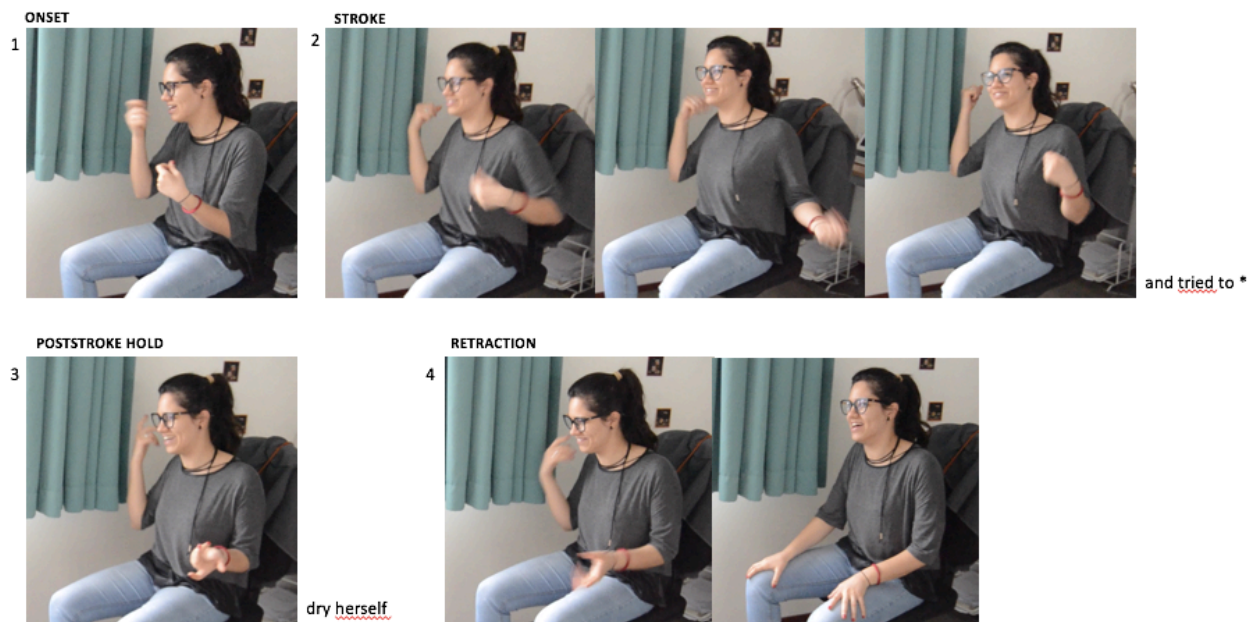 ONSET
STROKE
1
2
and tried to *
POSTSTROKE HOLD
RETRACTION
3
4
dry herself